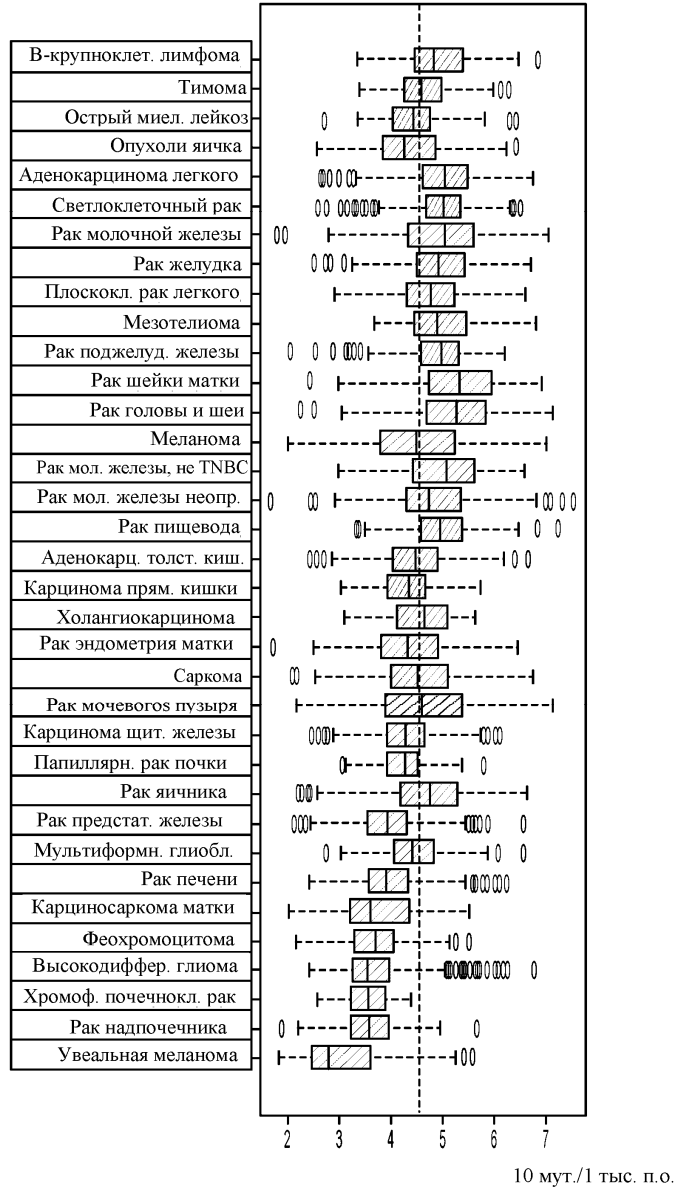 В-крупноклет. лимфома
Тимома
Острый миел. лейкоз
Опухоли яичка
Аденокарцинома легкого
Светлоклеточный рак
Рак молочной железы
Рак желудка
Плоскокл. рак легкого
Мезотелиома
Рак поджелуд. железы
Рак шейки матки
Рак головы и шеи
Меланома
Рак мол. железы, не TNBC
Рак мол. железы неопр.
Рак пищевода
Аденокарц. толст. киш.
Карцинома прям. кишки
Холангиокарцинома
Рак эндометрия матки
Саркома
Рак мочевогоs пузыря
Карцинома щит. железы
Папиллярн. рак почки
Рак яичника
Рак предстат. железы
Мультиформн. глиобл.
Рак печени
Карциносаркома матки
Феохромоцитома
Высокодиффер. глиома
Хромоф. почечнокл. рак
Рак надпочечника
Увеальная меланома
2 3 4 5 6 7
10 мут./1 тыс. п.о.